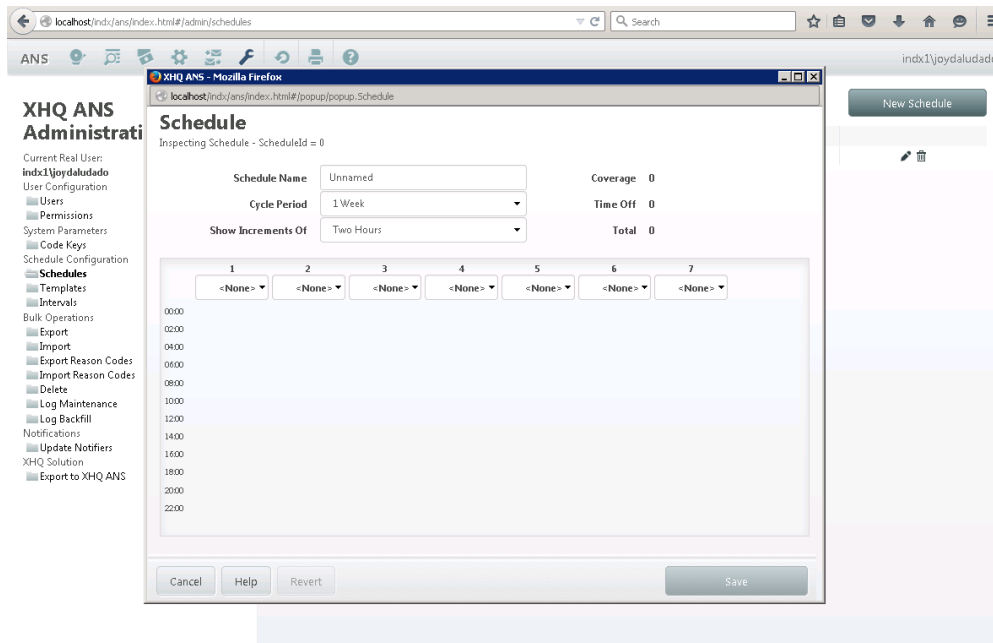 localhost/indx/ans/index.html#/admin/schedules
Search
ANS
indx1\joydaludado
XHQ ANS
Administrati
Current Real User:
indx1\joydaludado
User Configuration
Users
Permissions
System Parameters
Code Keys
Schedule Configuration
Schedules
Templates
Intervals
Bulk Operations
Export
Import
Export Reason Codes
Import Reason Codes
Delete
Log Maintenance
Log Backfill
Notifications
Update Notifiers
XHQ Solution
Export to XHQ ANS
New Schedule
XHQ ANS - Mozilla Firefox
localhost/indx/ans/index.html#/popup/popup.Schedule
Schedule
Inspecting Schedule - ScheduleId = 0
Schedule Name Unnamed Coverage 0
Cycle Period 1 Week Time Off 0
Show Increments Of Two Hours Total 0
1 2 3 4 5 6 7
<None> <None> <None> <None> <None> <None> <None>
00:00
02:00
04:00
06:00
08:00
10:00
12:00
14:00
16:00
18:00
20:00
22:00
Cancel Help Revert Save